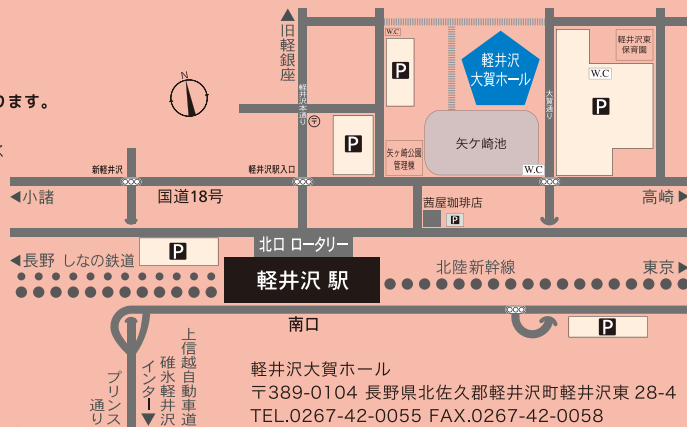 ▲旧軽銀座
W.C
P
軽井沢
大賀ホール
軽井沢東
保育園
W.C
P
N
ります。
軽井沢本通り
〒
P
大賀通り
矢ケ崎池
矢ケ崎公園
管理棟
W.C
新軽井沢
軽井沢駅入口
◀小諸
国道18号
茜屋珈琲店
P
高崎▶
北口 ロータリー
◀長野 しなの鉄道
P
軽井沢 駅
北陸新幹線
東京▶
南口
P
上信越自動車道
碓氷軽井沢
インター▼
プリンス
通り
軽井沢大賀ホール
〒389-0104 長野県北佐久郡軽井沢町軽井沢東 28-4
TEL.0267-42-0055 FAX.0267-42-0058